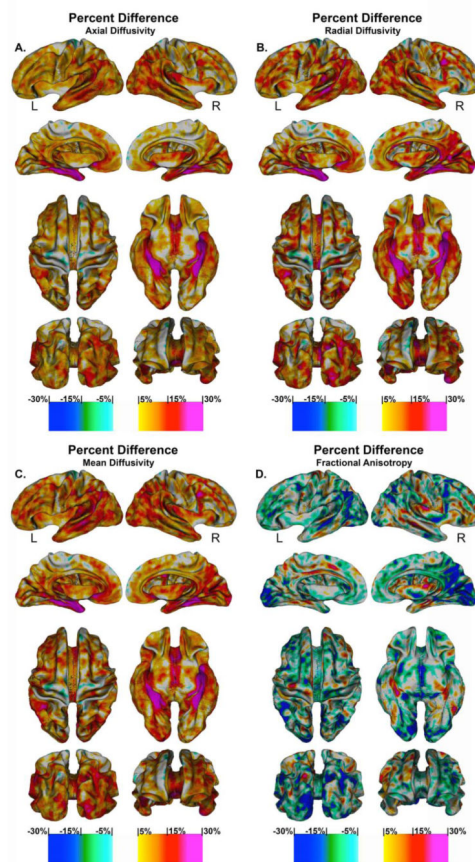 Percent Difference
Axial Diffusivity
A.
L
R
-30%
-15%
-5%
5%
15%
30%
Percent Difference
Radial Diffusivity
B.
L
R
-30%
-15%
-5%
5%
15%
30%
Percent Difference
Mean Diffusivity
C.
L
R
-30%
-15%
-5%
5%
15%
30%
Percent Difference
Fractional Anisotropy
D.
L
R
-30%
-15%
-5%
5%
15%
30%